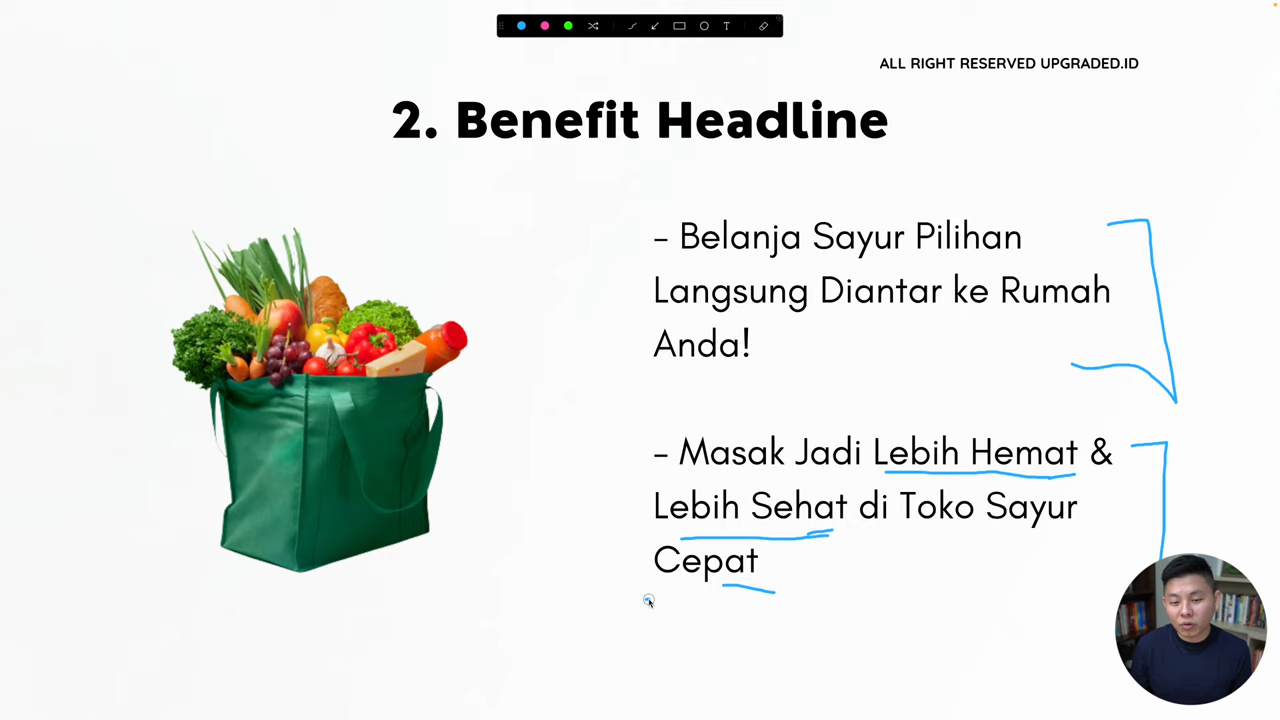 ALL RIGHT RESERVED UPGRADED.ID
2. Benefit Headline
- Belanja Sayur Pilihan
Langsung Diantar ke Rumah
Anda!
- Masak Jadi Lebih Hemat &
Lebih Sehat di Toko Sayur
Cepat